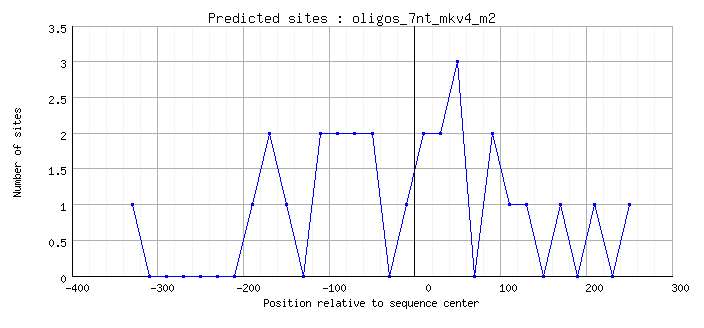 Predicted sites : oligos_7nt_mkv4_m2
3.5
3
2.5
2
1.5
1
0.5
0
Number of sites
-400 -300 -200 -100 0 100 200 300
Position relative to sequence center